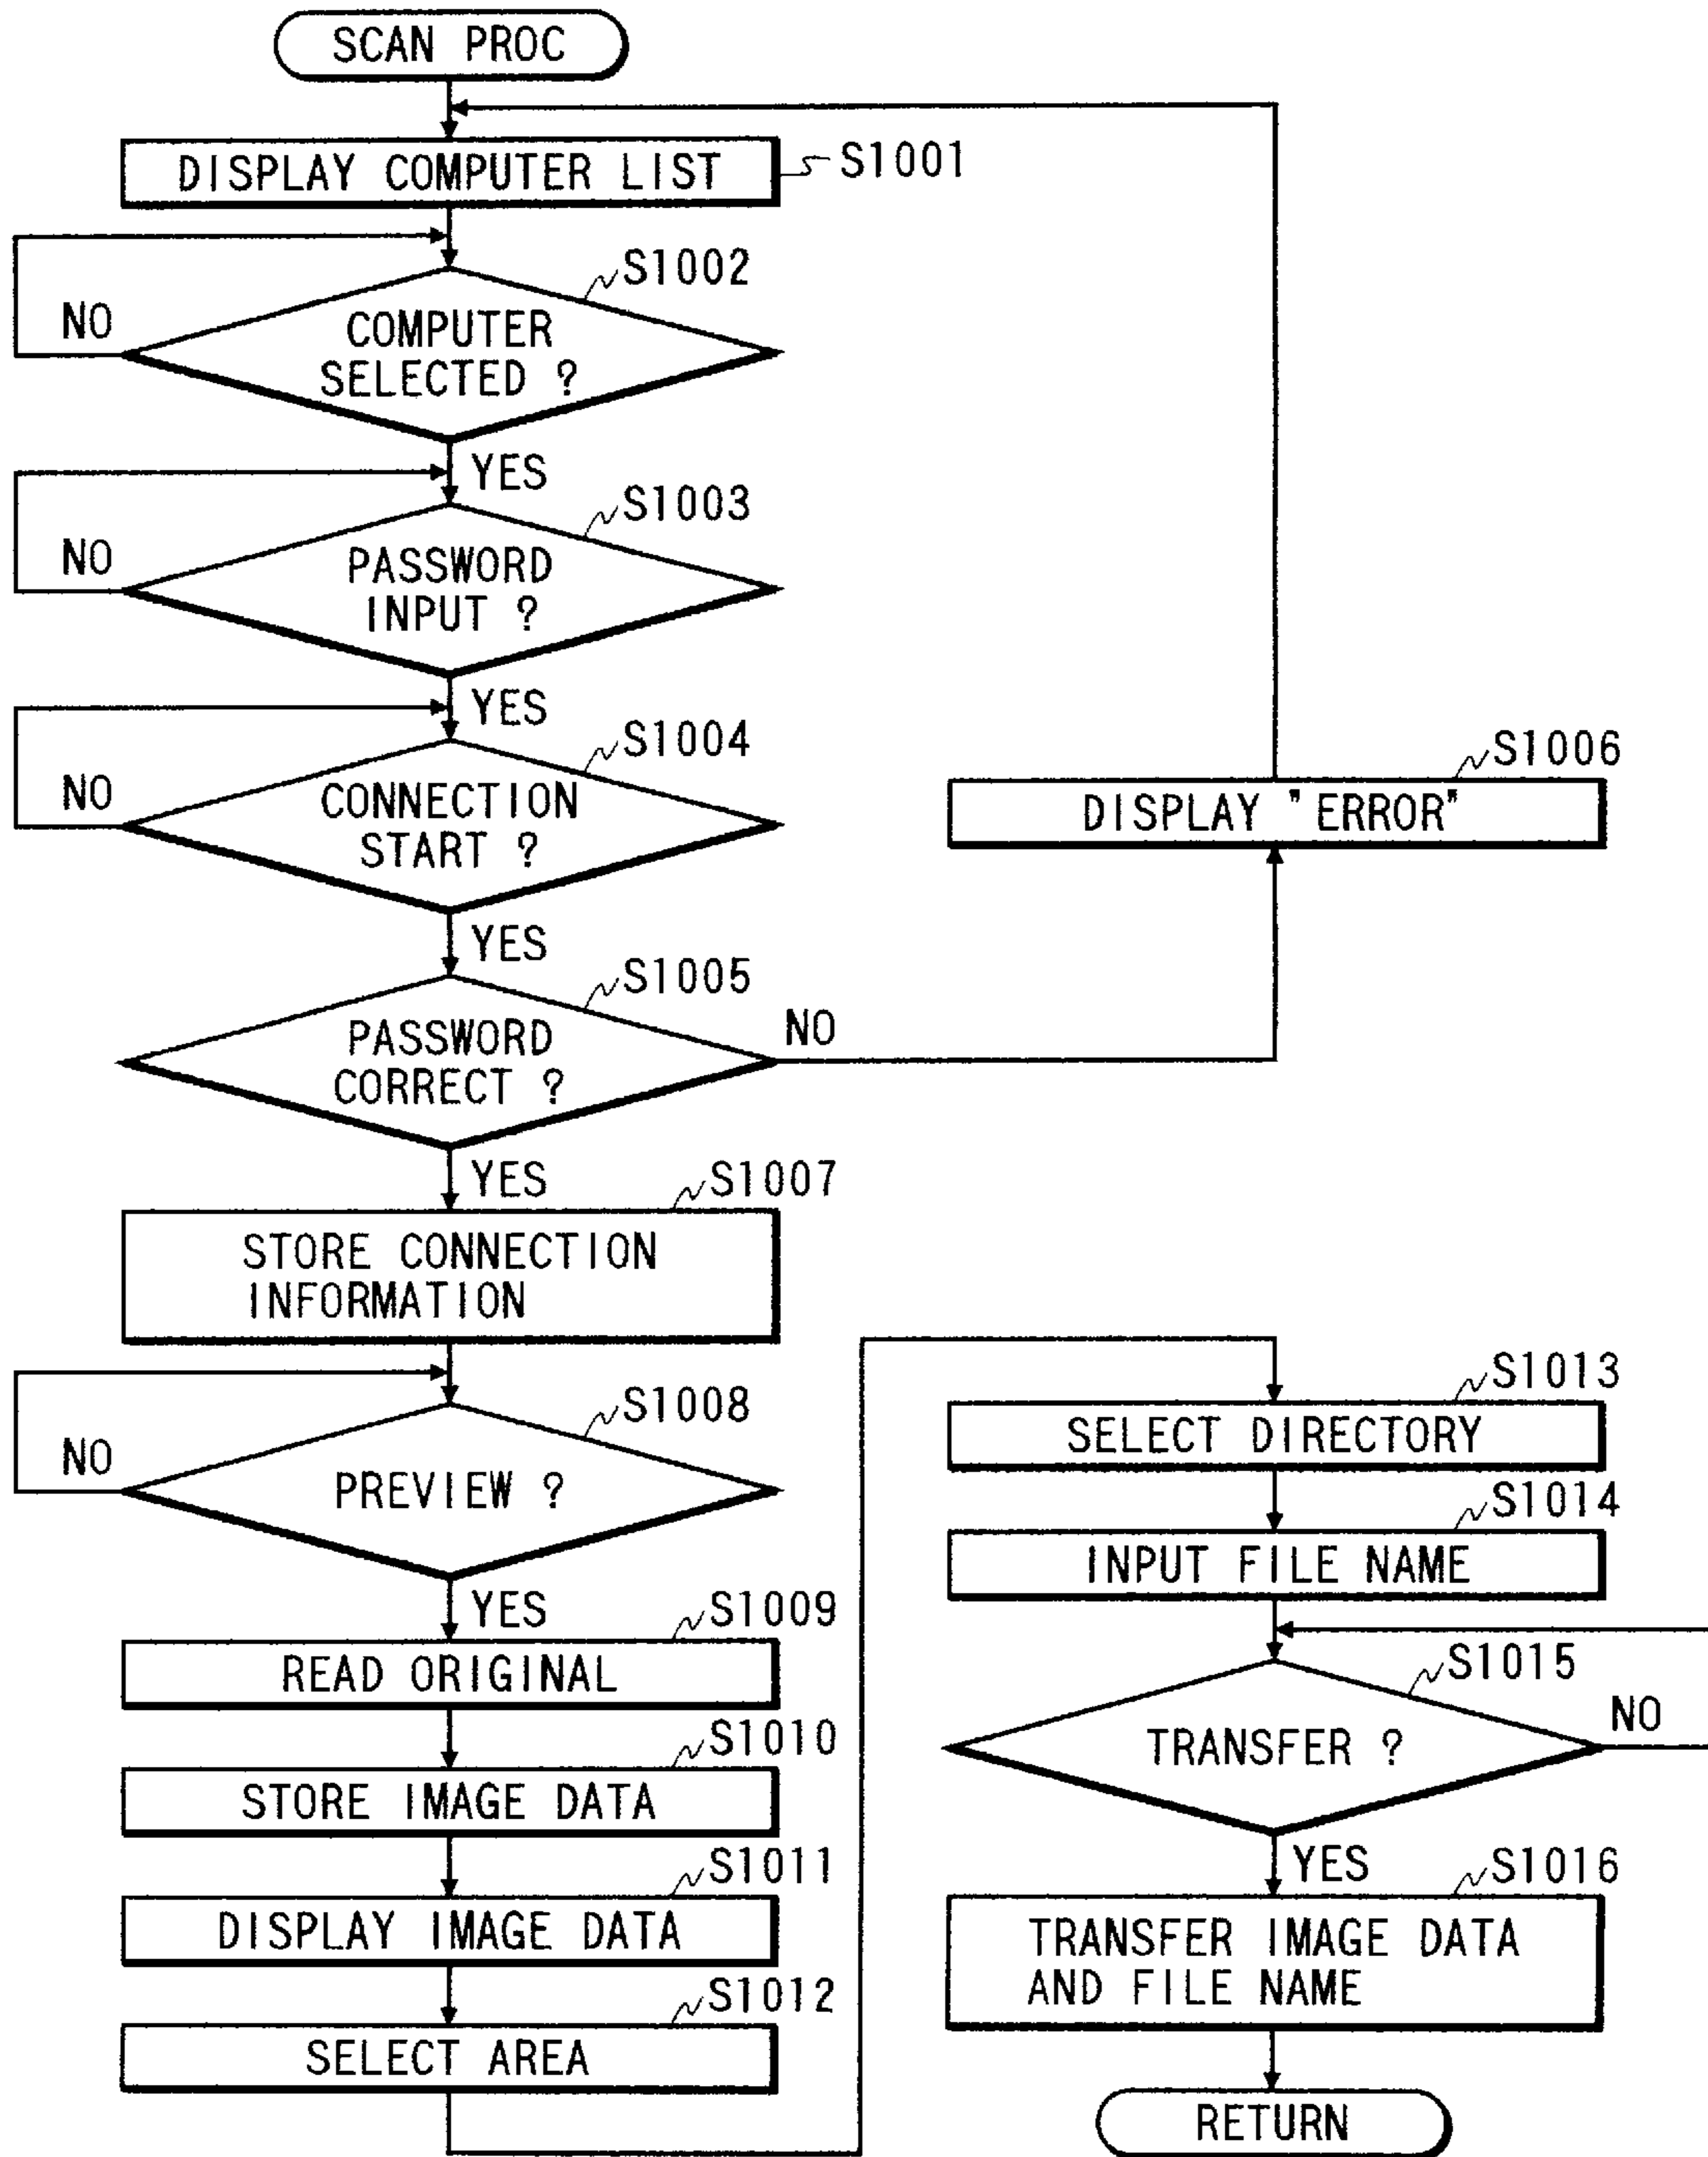 SCAN PROC
DISPLAY COMPUTER LIST
S1001
S1002
NO
COMPUTER
SELECTED ?
YES
S1003
NO
PASSWORD
INPUT ?
YES
S1004
NO
CONNECTION
START ?
S1006
DISPLAY "ERROR"
YES
S1005
PASSWORD
CORRECT ?
NO
YES
S1007
STORE CONNECTION
INFORMATION
S1008
NO
PREVIEW ?
YES
S1009
READ ORIGINAL
S1010
STORE IMAGE DATA
S1011
DISPLAY IMAGE DATA
S1012
SELECT AREA
S1013
SELECT DIRECTORY
S1014
INPUT FILE NAME
S1015
TRANSFER ?
NO
YES
S1016
TRANSFER IMAGE DATA
AND FILE NAME
RETURN